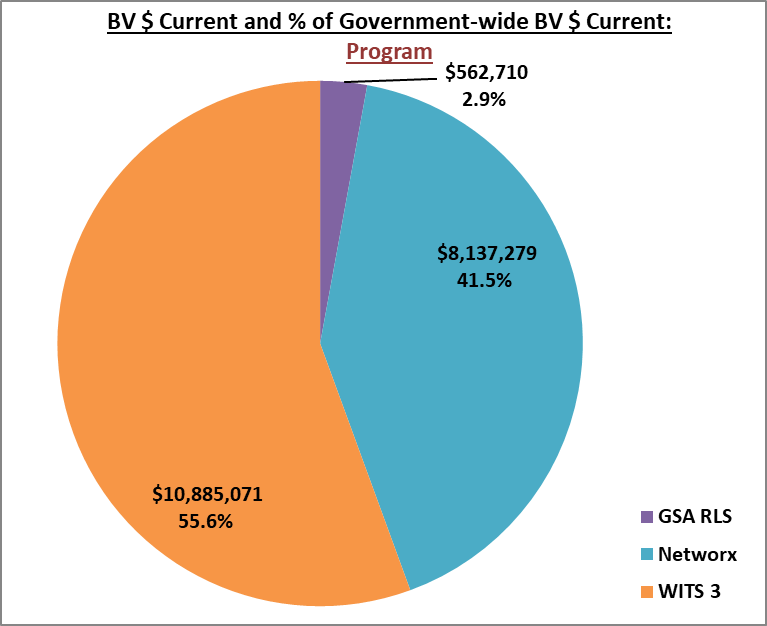 BV $ Current and % of Government-wide BV $ Current:
Program
$562,710
2.9%
$8,137,279
41.5%
$10,885,071
55.6%
GSA RLS
Networx
WITS 3